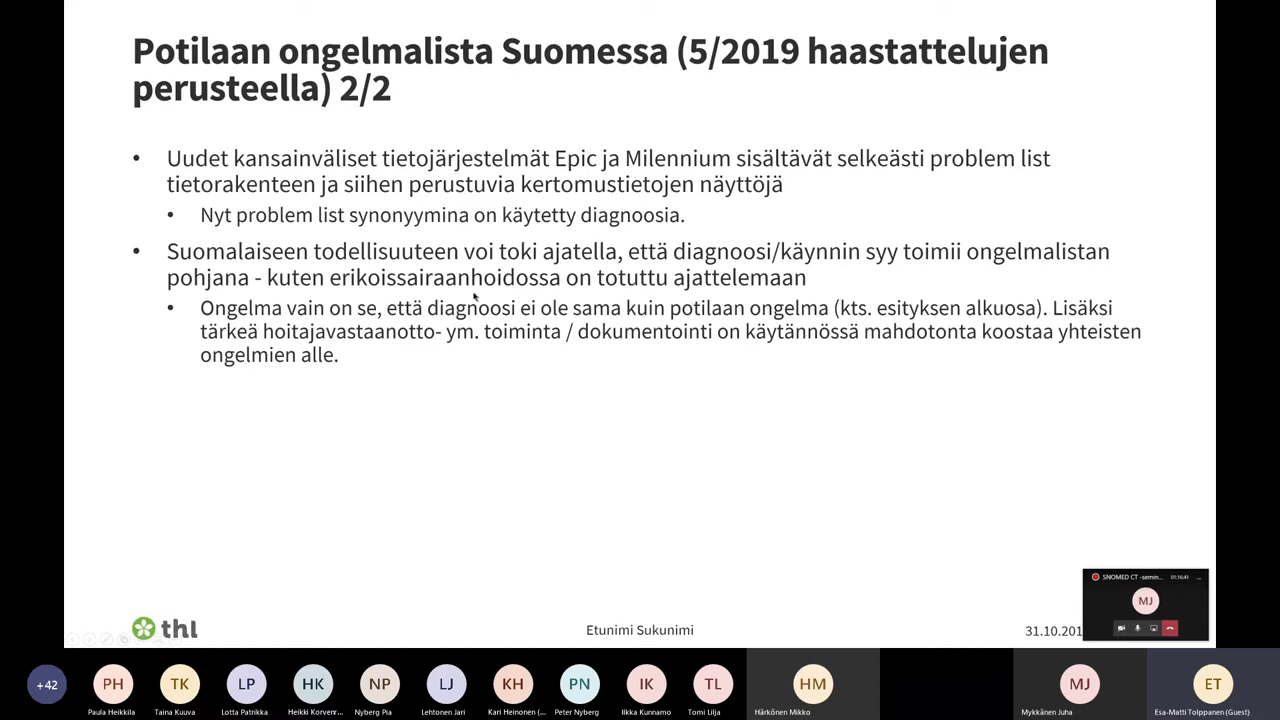 Potilaan ongelmalista Suomessa (5/2019 haastattelujen
perusteella) 2/2
• Uudet kansainväliset tietojärjestelmät Epic ja Milennium sisältävät selkeästi problem list
tietorakenteen ja siihen perustuvia kertomustietojen näyttöjä
• Nyt problem list synonyymina on käytetty diagnoosia.
• Suomalaiseen todellisuuteen voi toki ajatella, että diagnoosi/käynnin syy toimii ongelmalistan
pohjana - kuten erikoissairaanhoidossa on totuttu ajattelemaan
• Ongelma vain on se, että diagnoosi ei ole sama kuin potilaan ongelma (kts. esityksen alkuosa). Lisäksi
tärkeä hoitajavastaanotto- ym. toiminta / dokumentointi on käytännössä mahdotonta koostaa yhteisten
ongelmien alle.
SNOMED CT -semin... 01:16:41 ...
MJ
thl
Etunimi Sukunimi
31.10.201
+42
PH
TK
LP
HK
NP
LJ
KH
PN
IK
TL
HM
MJ
ET
Paula Heikkila
Taina Kuuva
Lotta Patrikka
Heikki Korvenr...
Nyberg Pia
Lehtonen Jari
Kari Heinonen (...
Peter Nyberg
Ilkka Kunnamo
Tomi Lilja
Härkönen Mikko
Mykkänen Juha
Esa-Matti Tolppanen (Guest)